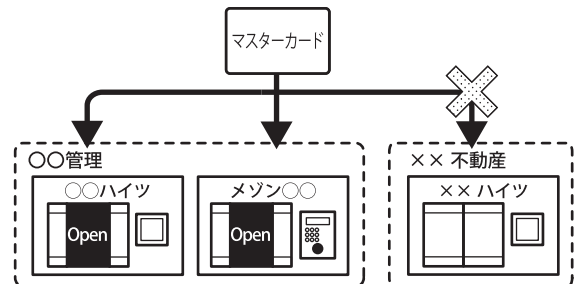 マスターカード
○○管理
×× 不動産
○○ハイツ
メゾン○○
×× ハイツ
Open
Open